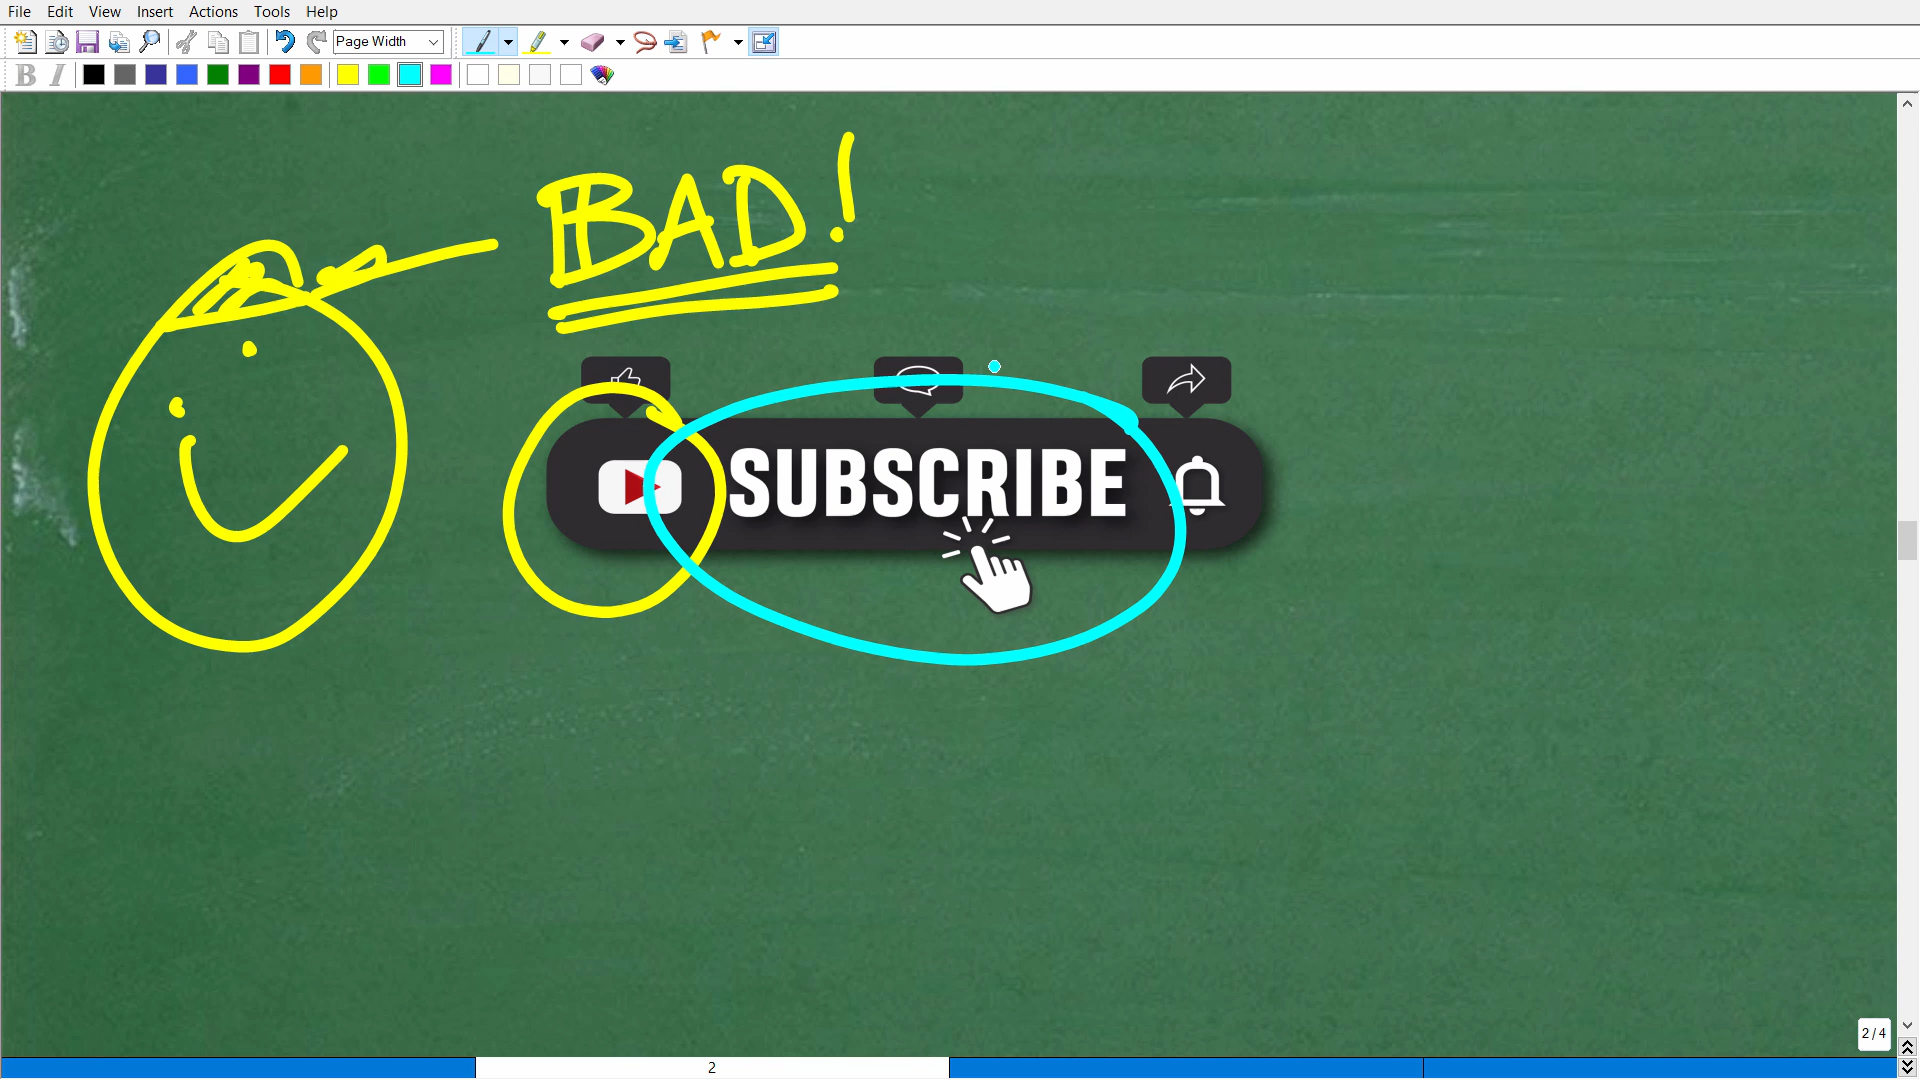 File Edit View Insert Actions Tools Help
Page Width
B I
BAD!
SUBSCRIBE
2 / 4
2